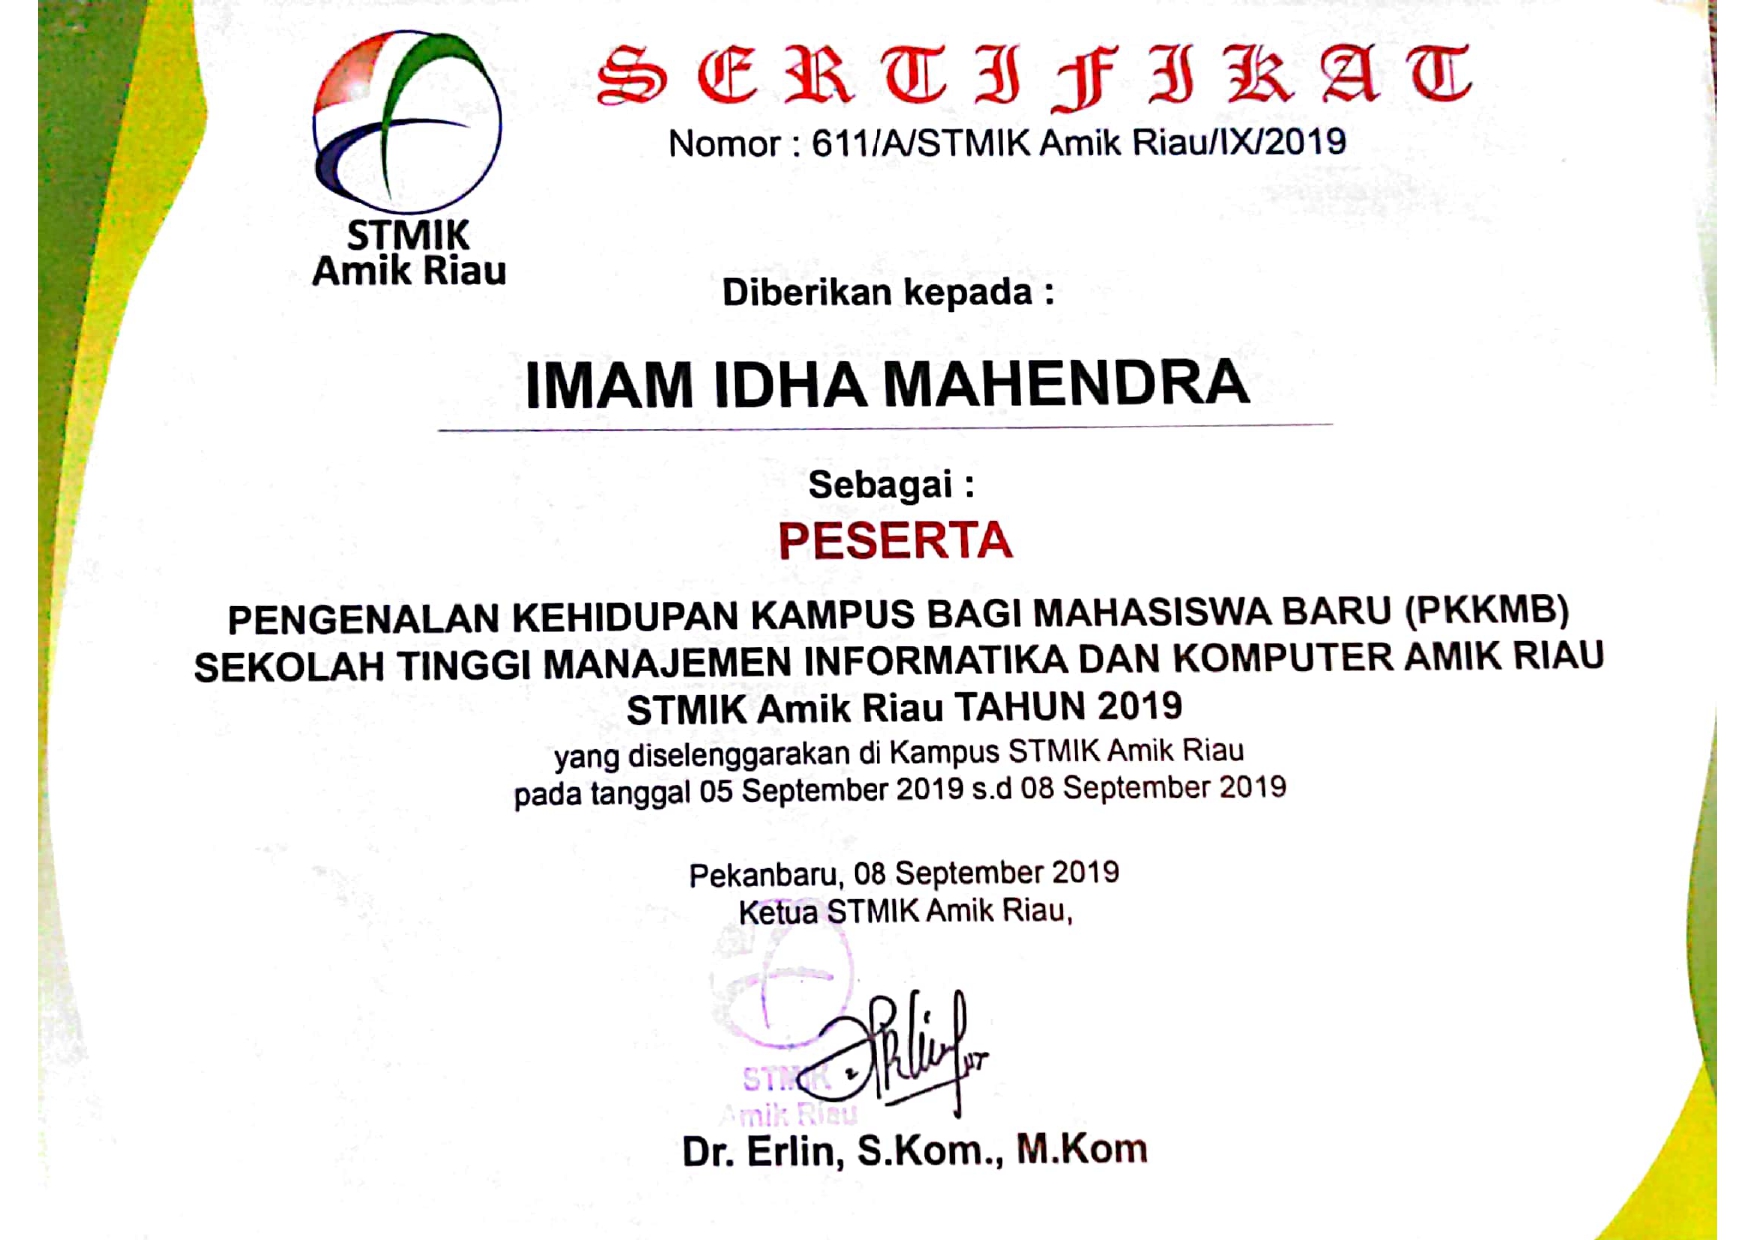 SERTIFIKAT
Nomor : 611/A/STMIK Amik Riau/IX/2019
STMIK
Amik Riau
Diberikan kepada :
IMAM IDHA MAHENDRA
Sebagai :
PESERTA
PENGENALAN KEHIDUPAN KAMPUS BAGI MAHASISWA BARU (PKKMB)
SEKOLAH TINGGI MANAJEMEN INFORMATIKA DAN KOMPUTER AMIK RIAU
STMIK Amik Riau TAHUN 2019
yang diselenggarakan di Kampus STMIK Amik Riau
pada tanggal 05 September 2019 s.d 08 September 2019
Pekanbaru, 08 September 2019
Ketua STMIK Amik Riau,
STMIK
Amik Riau
Dr. Erlin, S.Kom., M.Kom